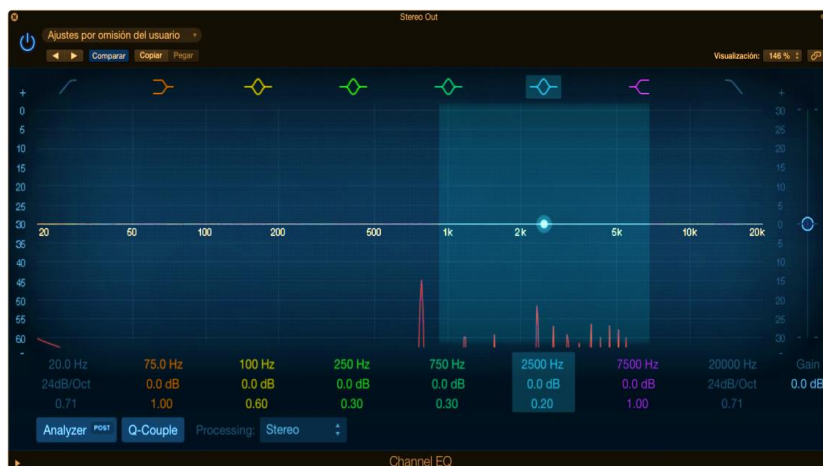 Stereo Out
Ajustes por omisión del usuario
Comparar Copiar Pegar Visualización: 146 %
+ +
0 30
5 25
10 20
15 15
20 10
25 5
30 20 50 100 200 500 1k 2k 5k 10k 20k 0
35 5
40 10
45 15
50 20
55 25
60 30
- -
20.0 Hz 75.0 Hz 100 Hz 250 Hz 750 Hz 2500 Hz 7500 Hz 20000 Hz Gain
24dB/Oct 0.0 dB 0.0 dB 0.0 dB 0.0 dB 0.0 dB 0.0 dB 24dB/Oct 0.0 dB
0.71 1.00 0.60 0.30 0.30 0.20 1.00 0.71
Analyzer POST Q-Couple Processing: Stereo
Channel EQ